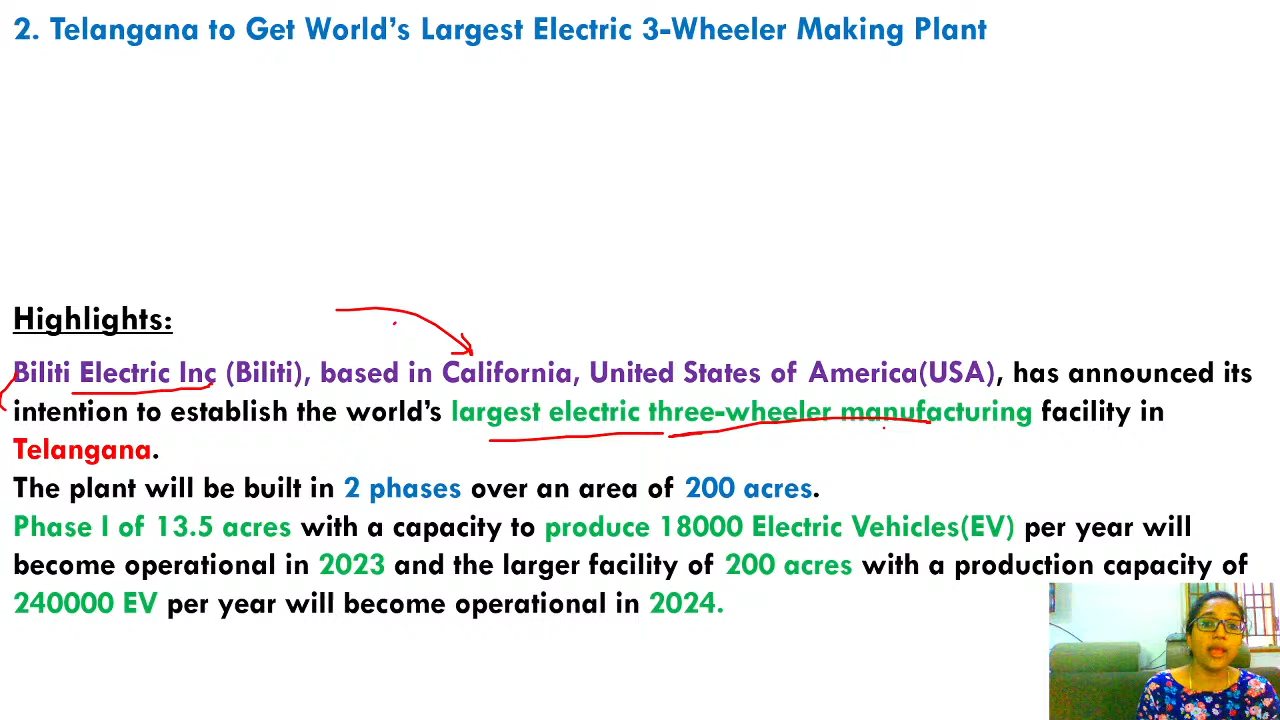 2. Telangana to Get World’s Largest Electric 3-Wheeler Making Plant
Highlights:
Biliti Electric Inc (Biliti), based in California, United States of America(USA), has announced its
intention to establish the world’s largest electric three-wheeler manufacturing facility in
Telangana.
The plant will be built in 2 phases over an area of 200 acres.
Phase I of 13.5 acres with a capacity to produce 18000 Electric Vehicles(EV) per year will
become operational in 2023 and the larger facility of 200 acres with a production capacity of
240000 EV per year will become operational in 2024.